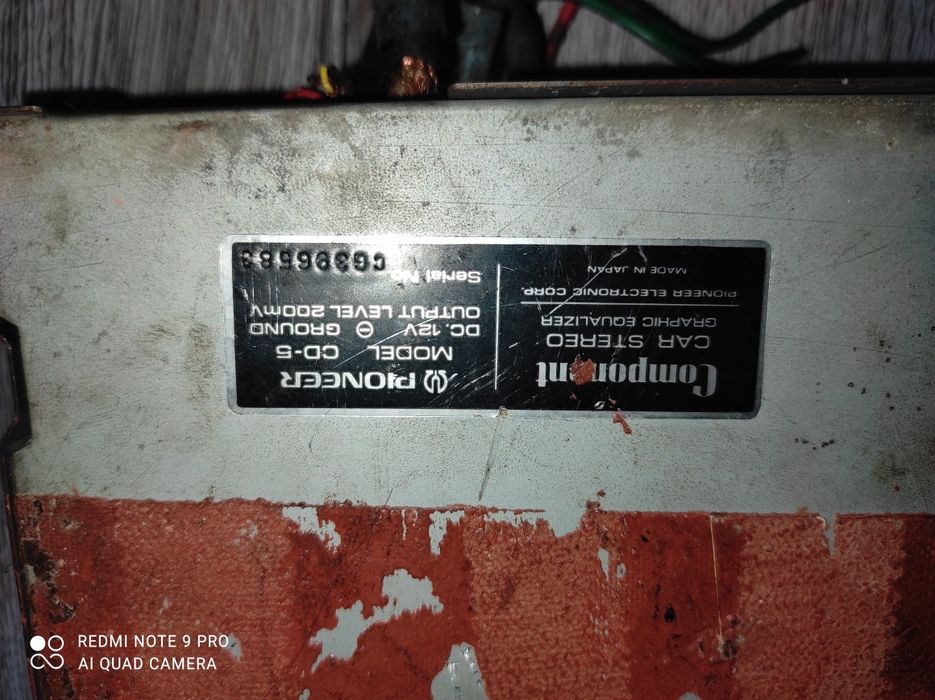 Component
CAR STEREO
GRAPHIC EQUALIZER
PIONEER ELECTRONIC CORP.
MADE IN JAPAN
PIONEER
MODEL CD-5
DC. 12V ⊖ GROUND
OUTPUT LEVEL 200mV
Serial No. CG396583
REDMI NOTE 9 PRO
AI QUAD CAMERA